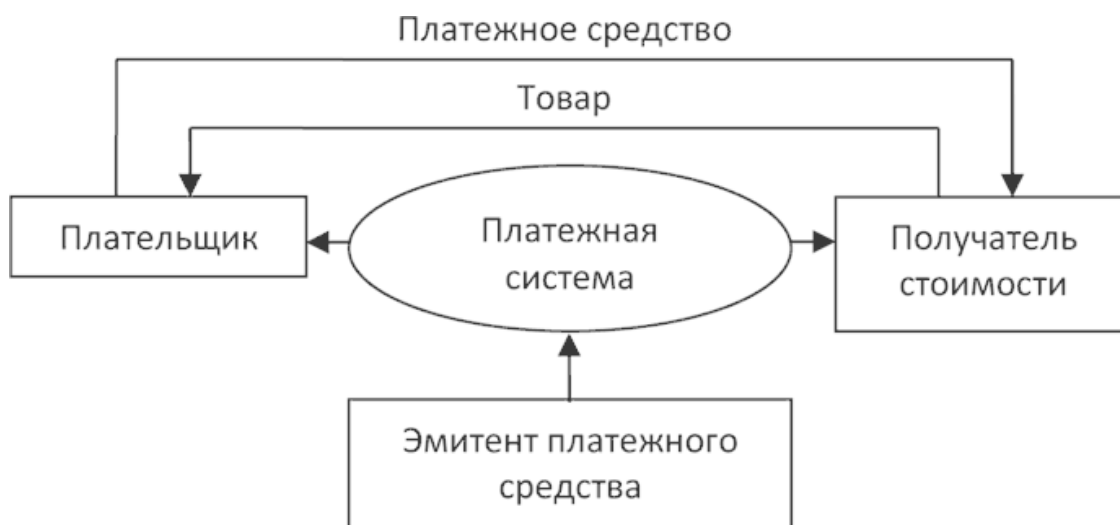 Платежное средство
Товар
Плательщик
Платежная
система
Получатель
стоимости
Эмитент платежного
средства